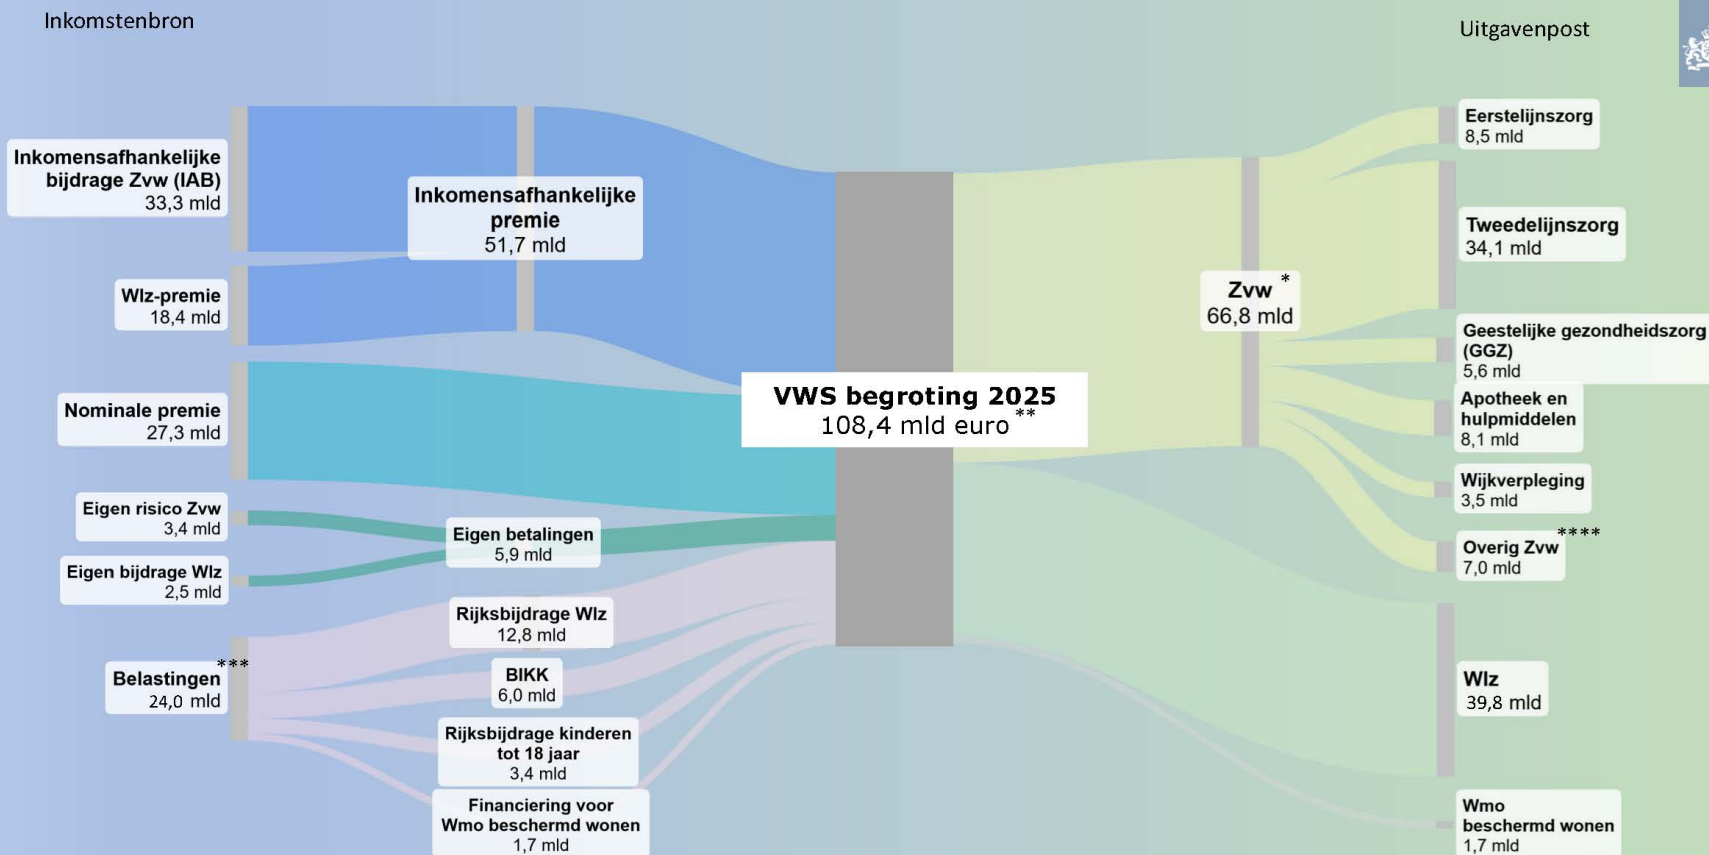 Inkomstenbron
Uitgavenpost
Inkomensafhankelijke
bijdrage Zvw (IAB)
33,3 mld
Wlz-premie
18,4 mld
Nominale premie
27,3 mld
Eigen risico Zvw
3,4 mld
Eigen bijdrage Wlz
2,5 mld
Belastingen ***
24,0 mld
Inkomensafhankelijke
premie
51,7 mld
Eigen betalingen
5,9 mld
Rijksbijdrage Wlz
12,8 mld
BIKK
6,0 mld
Rijksbijdrage kinderen
tot 18 jaar
3,4 mld
Financiering voor
Wmo beschermd wonen
1,7 mld
VWS begroting 2025
108,4 mld euro **
Zvw *
66,8 mld
Eerstelijnszorg
8,5 mld
Tweedelijnszorg
34,1 mld
Geestelijke gezondheidszorg
(GGZ)
5,6 mld
Apotheek en
hulpmiddelen
8,1 mld
Wijkverpleging
3,5 mld
Overig Zvw ****
7,0 mld
Wlz
39,8 mld
Wmo
beschermd wonen
1,7 mld